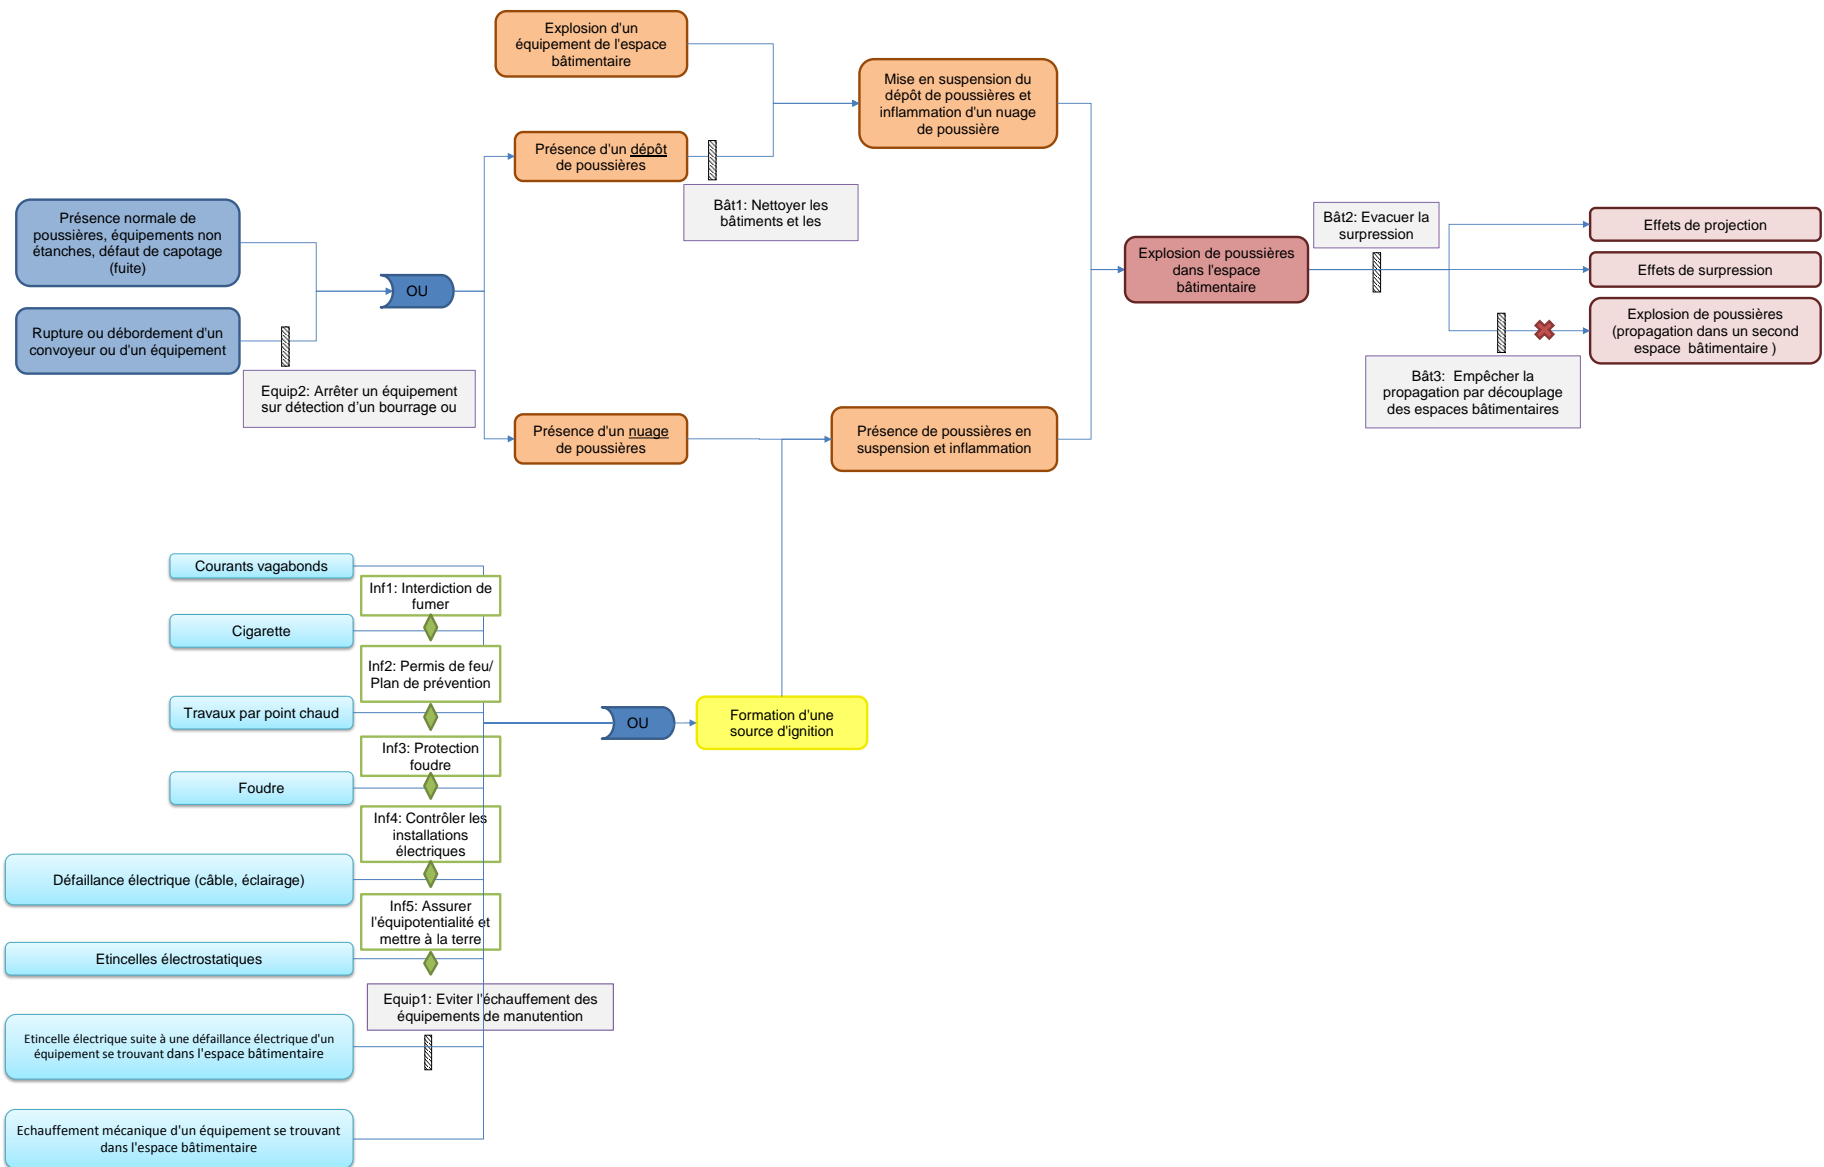 Explosion d'un
équipement de l'espace
bâtimentaire
Mise en suspension du
dépôt de poussières et
inflammation d'un nuage
de poussière
Présence d'un dépôt
de poussières
Bât1: Nettoyer les
bâtiments et les
Présence normale de
poussières, équipements non
étanches, défaut de capotage
(fuite)
OU
Rupture ou débordement d'un
convoyeur ou d'un équipement
Equip2: Arrêter un équipement
sur détection d'un bourrage ou
Présence d'un nuage
de poussières
Présence de poussières en
suspension et inflammation
Explosion de poussières
dans l'espace
bâtimentaire
Bât2: Evacuer la
surpression
Effets de projection
Effets de surpression
Explosion de poussières
(propagation dans un second
espace bâtimentaire )
Bât3: Empêcher la
propagation par découplage
des espaces bâtimentaires
Courants vagabonds
Inf1: Interdiction de
fumer
Cigarette
Inf2: Permis de feu/
Plan de prévention
Travaux par point chaud
OU
Formation d'une
source d'ignition
Inf3: Protection
foudre
Foudre
Inf4: Contrôler les
installations
électriques
Défaillance électrique (câble, éclairage)
Inf5: Assurer
l'équipotentialité et
mettre à la terre
Etincelles électrostatiques
Equip1: Eviter l'échauffement des
équipements de manutention
Etincelle électrique suite à une défaillance électrique d'un
équipement se trouvant dans l'espace bâtimentaire
Echauffement mécanique d'un équipement se trouvant
dans l'espace bâtimentaire